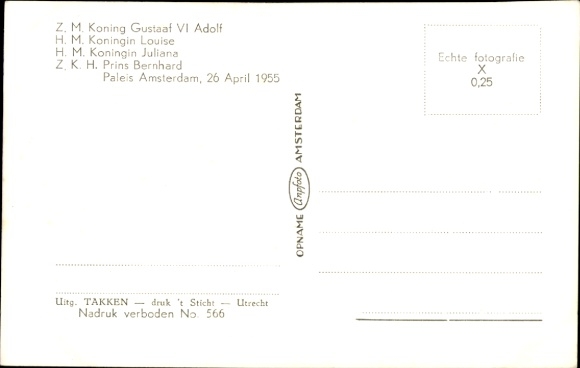 Z. M. Koning Gustaaf VI Adolf
H. M. Koningin Louise
H. M. Koningin Juliana
Z. K. H. Prins Bernhard
Paleis Amsterdam, 26 April 1955
Echte fotografie
X
0,25
OPNAME Anpfoto AMSTERDAM
Uitg. TAKKEN — druk 't Sticht — Utrecht
Nadruk verboden No. 566